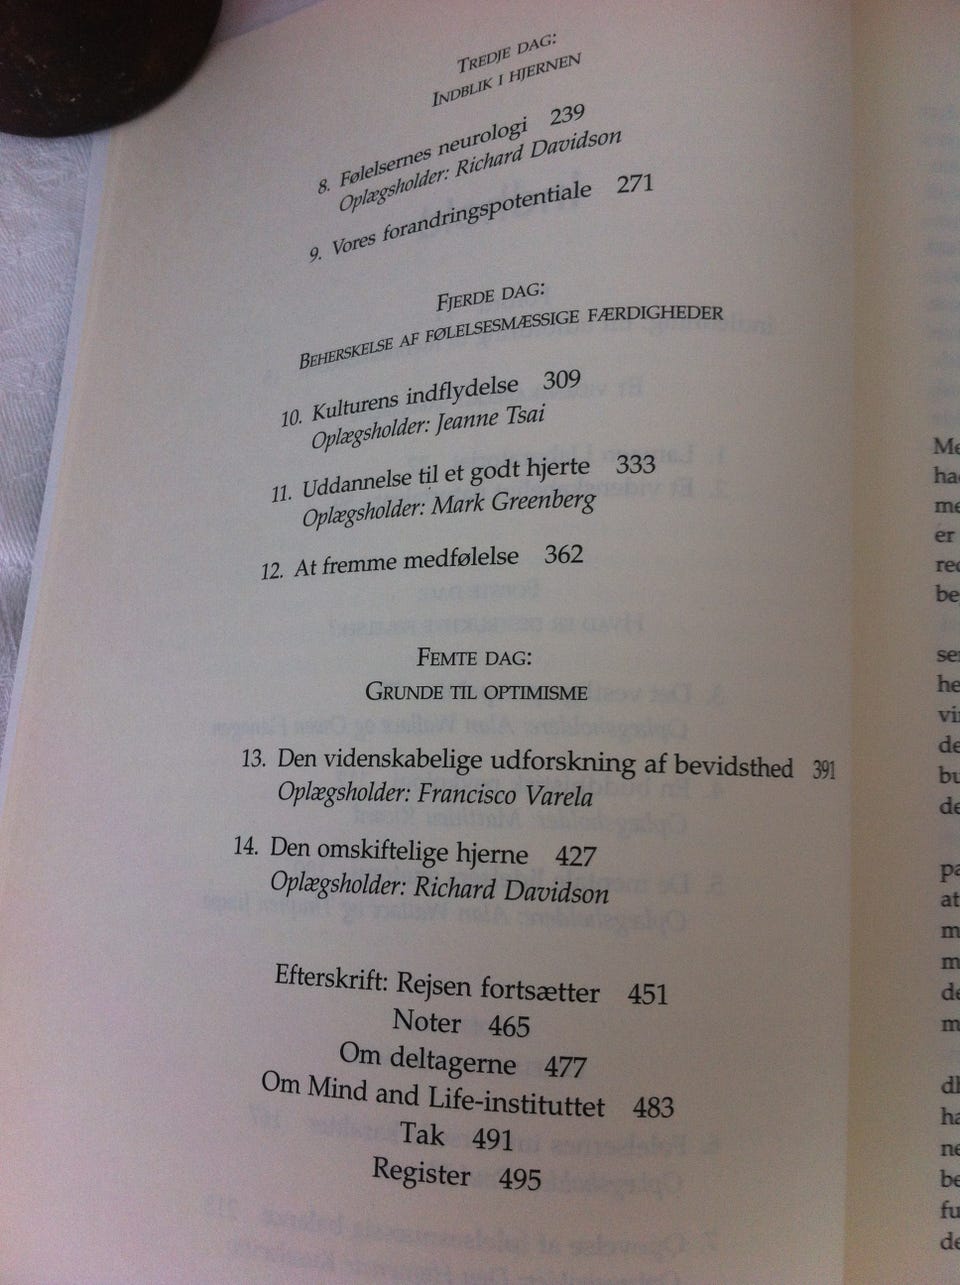 TREDJE DAG:
INDBLIK I HJERNEN
8. Følelsernes neurologi 239
Oplægsholder: Richard Davidson
9. Vores forandringspotentiale 271
FJERDE DAG:
BEHERSKELSE AF FØLELSESMÆSSIGE FÆRDIGHEDER
10. Kulturens indflydelse 309
Oplægsholder: Jeanne Tsai
11. Uddannelse til et godt hjerte 333
Oplægsholder: Mark Greenberg
12. At fremme medfølelse 362
FEMTE DAG:
GRUNDE TIL OPTIMISME
13. Den videnskabelige udforskning af bevidsthed 391
Oplægsholder: Francisco Varela
14. Den omskiftelige hjerne 427
Oplægsholder: Richard Davidson
Efterskrift: Rejsen fortsætter 451
Noter 465
Om deltagerne 477
Om Mind and Life-instituttet 483
Tak 491
Register 495